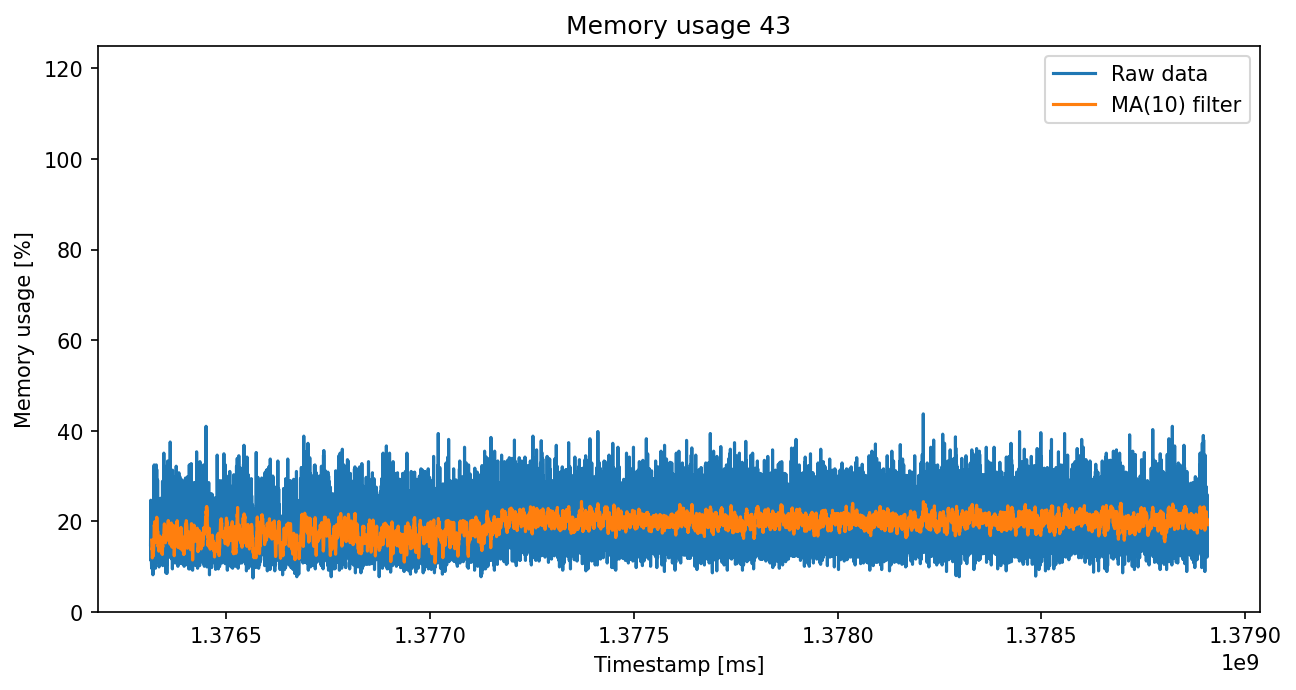 Memory usage 43
Raw data
MA(10) filter
Memory usage [%]
120
100
80
60
40
20
0
1.3765 1.3770 1.3775 1.3780 1.3785 1.3790
1e9
Timestamp [ms]